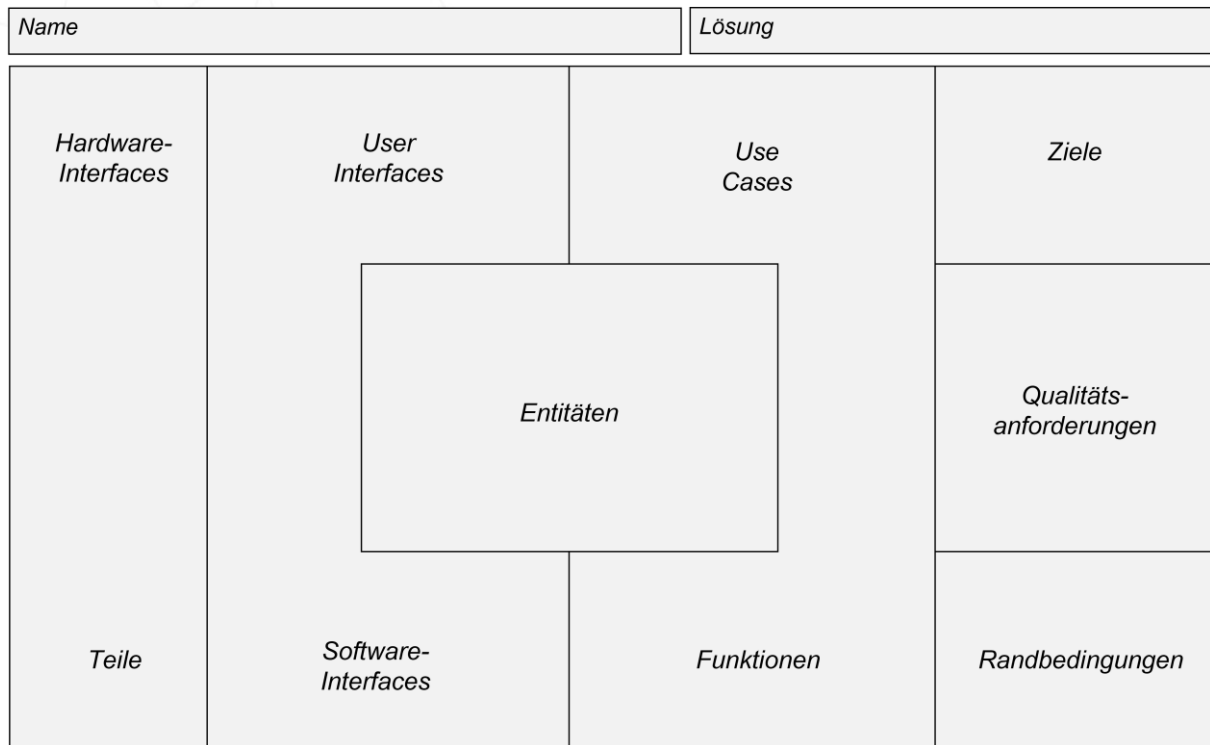 Name
Lösung
Hardware-
Interfaces
User
Interfaces
Use
Cases
Ziele
Entitäten
Qualitäts-
anforderungen
Teile
Software-
Interfaces
Funktionen
Randbedingungen